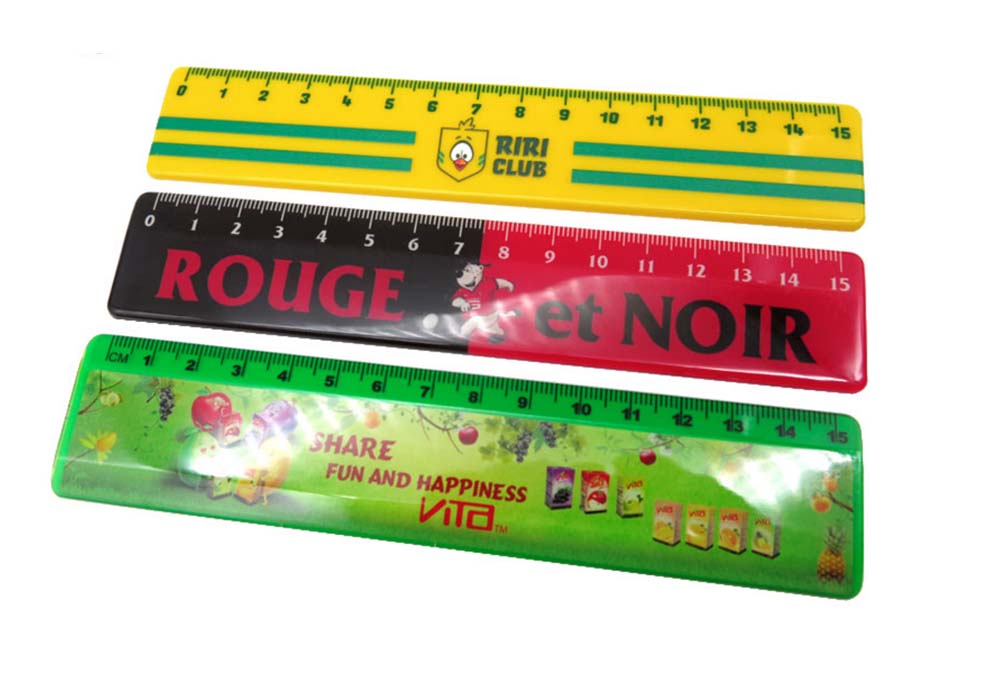 0 1 2 3 4 5 6 7 8 9 10 11 12 13 14 15
RIRI
CLUB
0 1 2 3 4 5 6 7 8 9 10 11 12 13 14 15
ROUGE et NOIR
CM 1 2 3 4 5 6 7 8 9 10 11 12 13 14 15
SHARE
FUN AND HAPPINESS
ViTa™